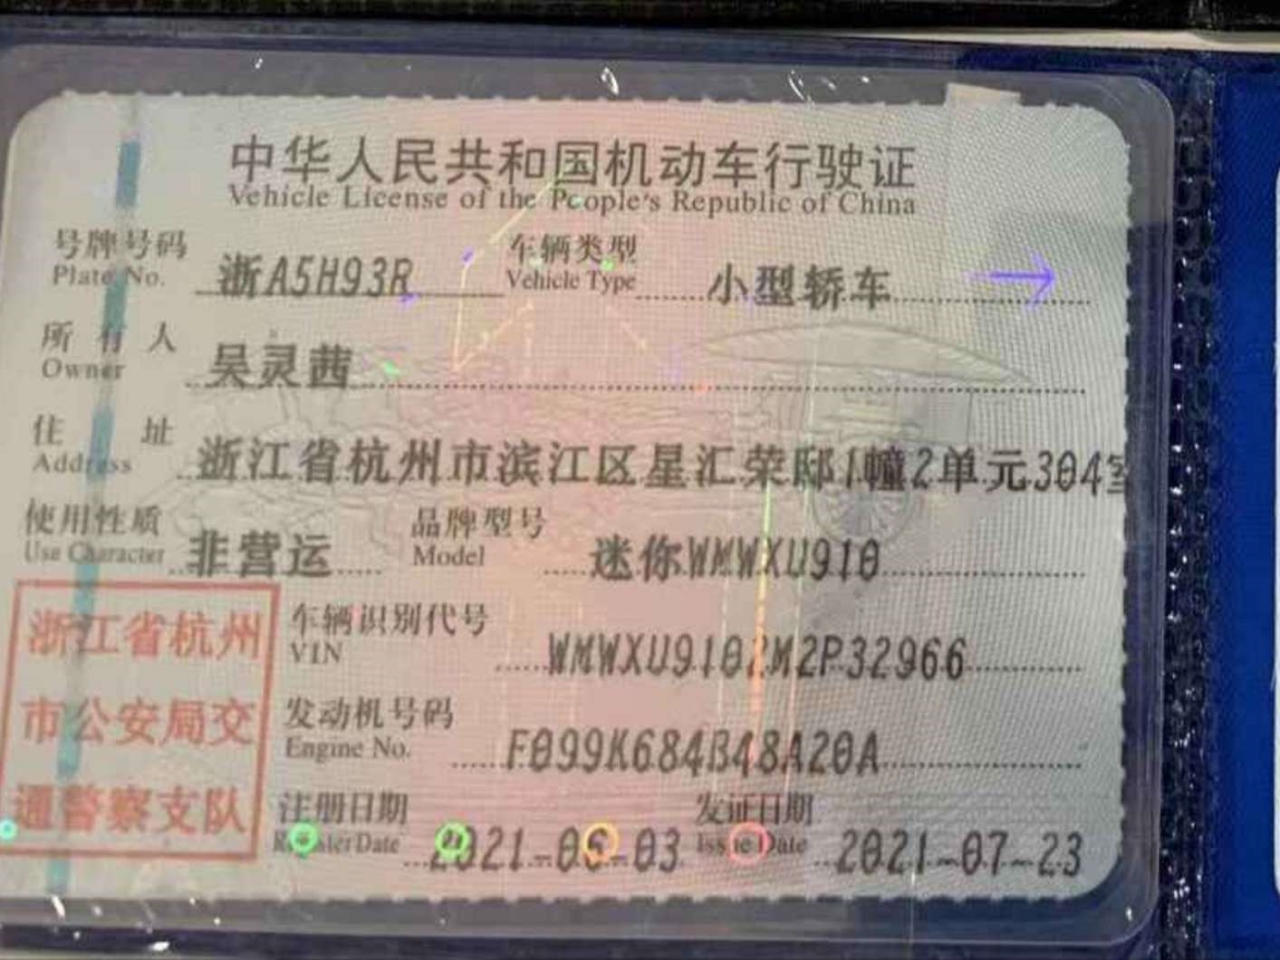 中华人民共和国机动车行驶证
Vehicle License of the People's Republic of China
号牌号码 浙A5H93R 车辆类型 小型轿车
Plate No. Vehicle Type
所有人 吴灵茜
Owner
住址 浙江省杭州市滨江区星汇荣邸1幢2单元304室
Address
使用性质 非营运 品牌型号 迷你WMWXU910
Use Character Model
浙江省杭州
市公安局交
通警察支队
车辆识别代号 WMWXU9102M2P32966
VIN
发动机号码 F099K684B48A20A
Engine No.
注册日期 2021-06-03 发证日期 2021-07-23
Register Date Issue Date